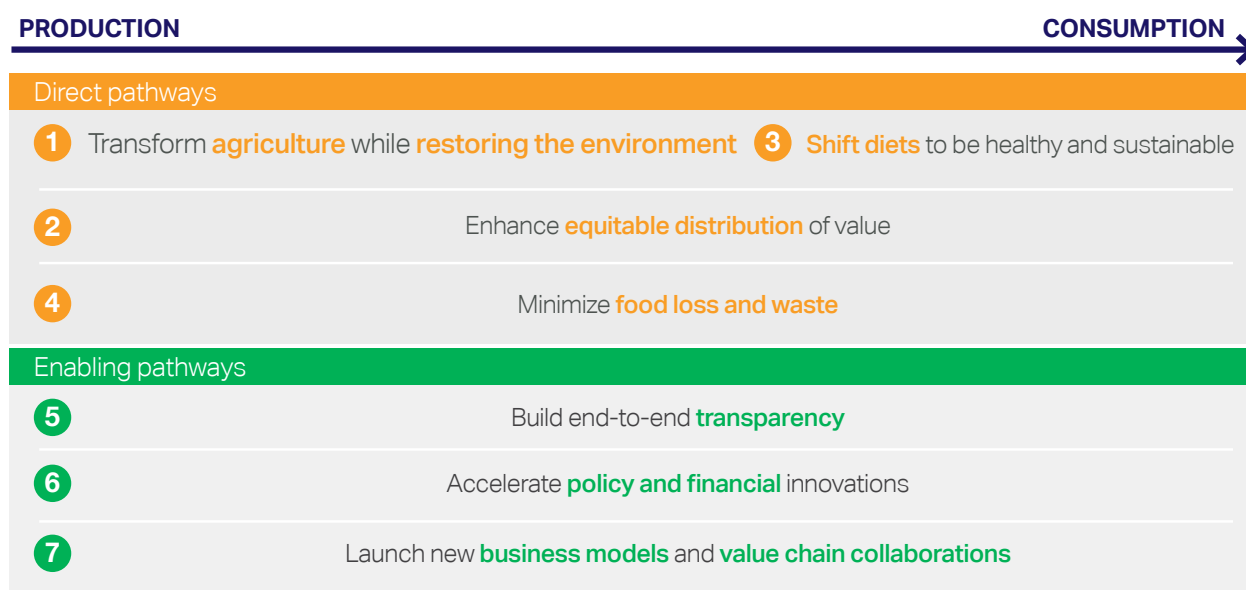 PRODUCTION CONSUMPTION
Direct pathways
1 Transform agriculture while restoring the environment 3 Shift diets to be healthy and sustainable
2 Enhance equitable distribution of value
4 Minimize food loss and waste
Enabling pathways
5 Build end-to-end transparency
6 Accelerate policy and financial innovations
7 Launch new business models and value chain collaborations